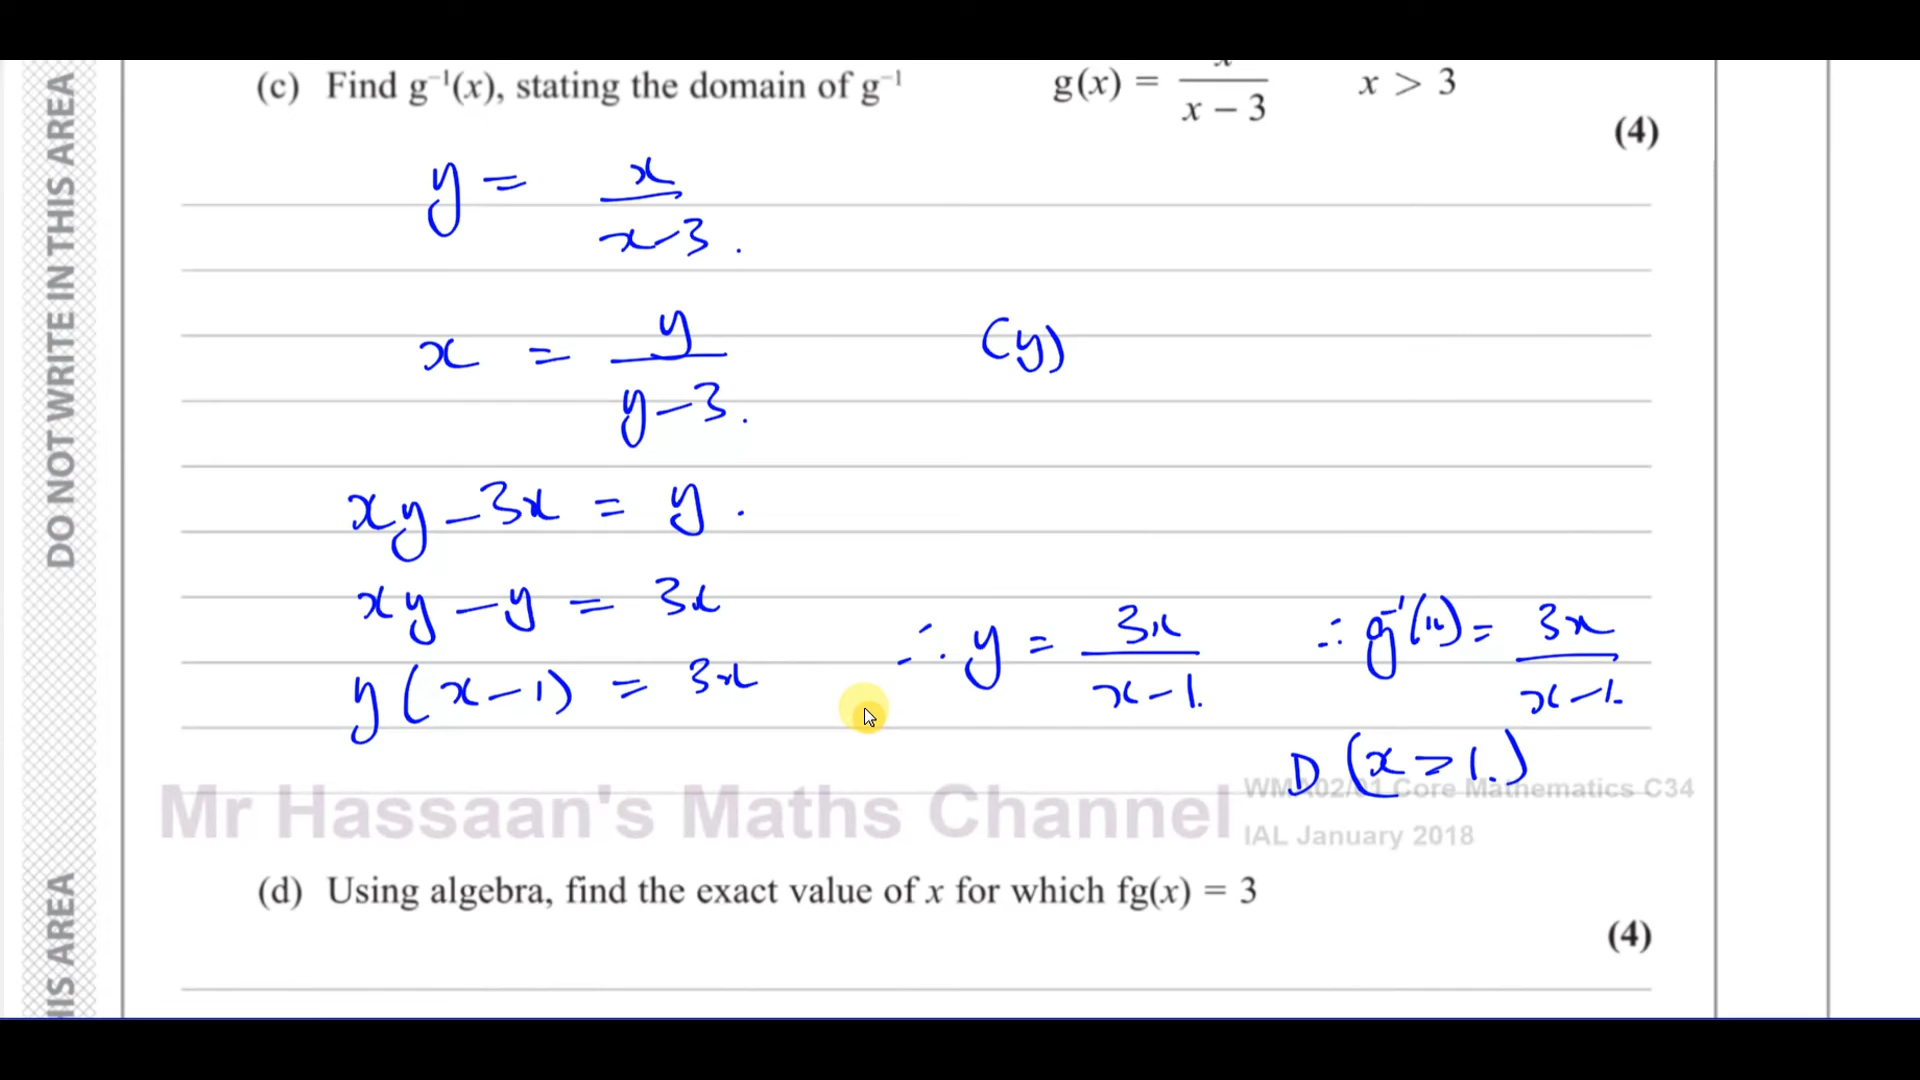 DO NOT WRITE IN THIS AREA
(c) Find g⁻¹(x), stating the domain of g⁻¹ g(x) = x/(x − 3) x > 3
(4)
y = x/(x−3).
x = y/(y−3). (y)
xy − 3x = y.
xy − y = 3x
y(x−1) = 3x ∴ y = 3x/(x−1). ∴ g⁻¹(x) = 3x/(x−1.
D (x > 1.)
Mr Hassaan's Maths Channel
WMA02/01 Core Mathematics C34
IAL January 2018
(d) Using algebra, find the exact value of x for which fg(x) = 3
(4)
HIS AREA